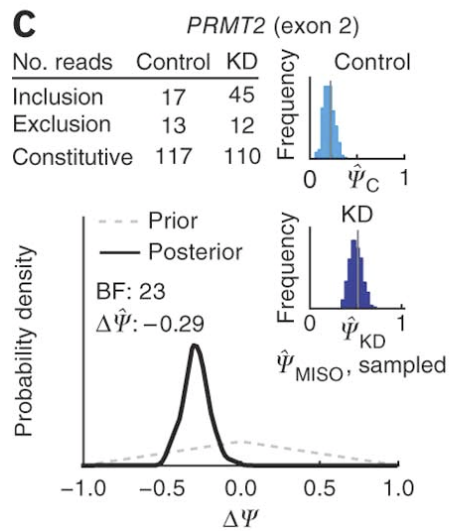 C
PRMT2 (exon 2)
No. reads Control KD
Inclusion 17 45
Exclusion 13 12
Constitutive 117 110
Frequency
Control
0 Ψ̂C 1
Frequency
KD
0 Ψ̂KD 1
Ψ̂MISO, sampled
Probability density
Prior
Posterior
BF: 23
ΔΨ̂: −0.29
−1.0 −0.5 0.0 0.5 1.0
ΔΨ